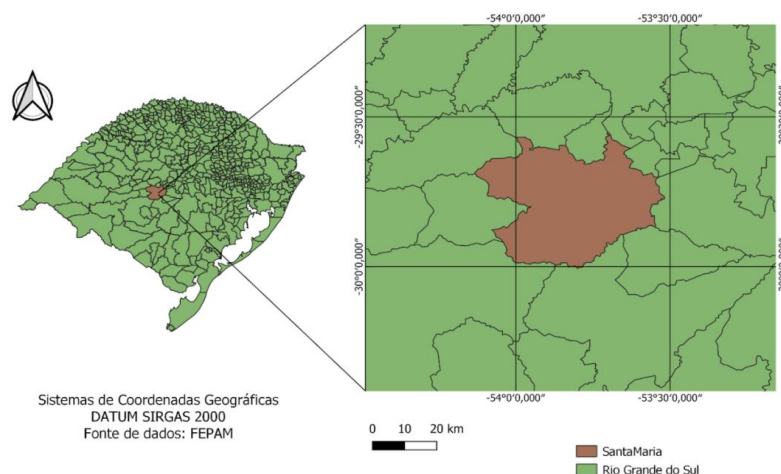 -54°0'0,000"
-53°30'0,000"
-29°30'0,000"
-30°0'0,000"
-54°0'0,000"
-53°30'0,000"
Sistemas de Coordenadas Geográficas
DATUM SIRGAS 2000
Fonte de dados: FEPAM
0 10 20 km
SantaMaria
Rio Grande do Sul